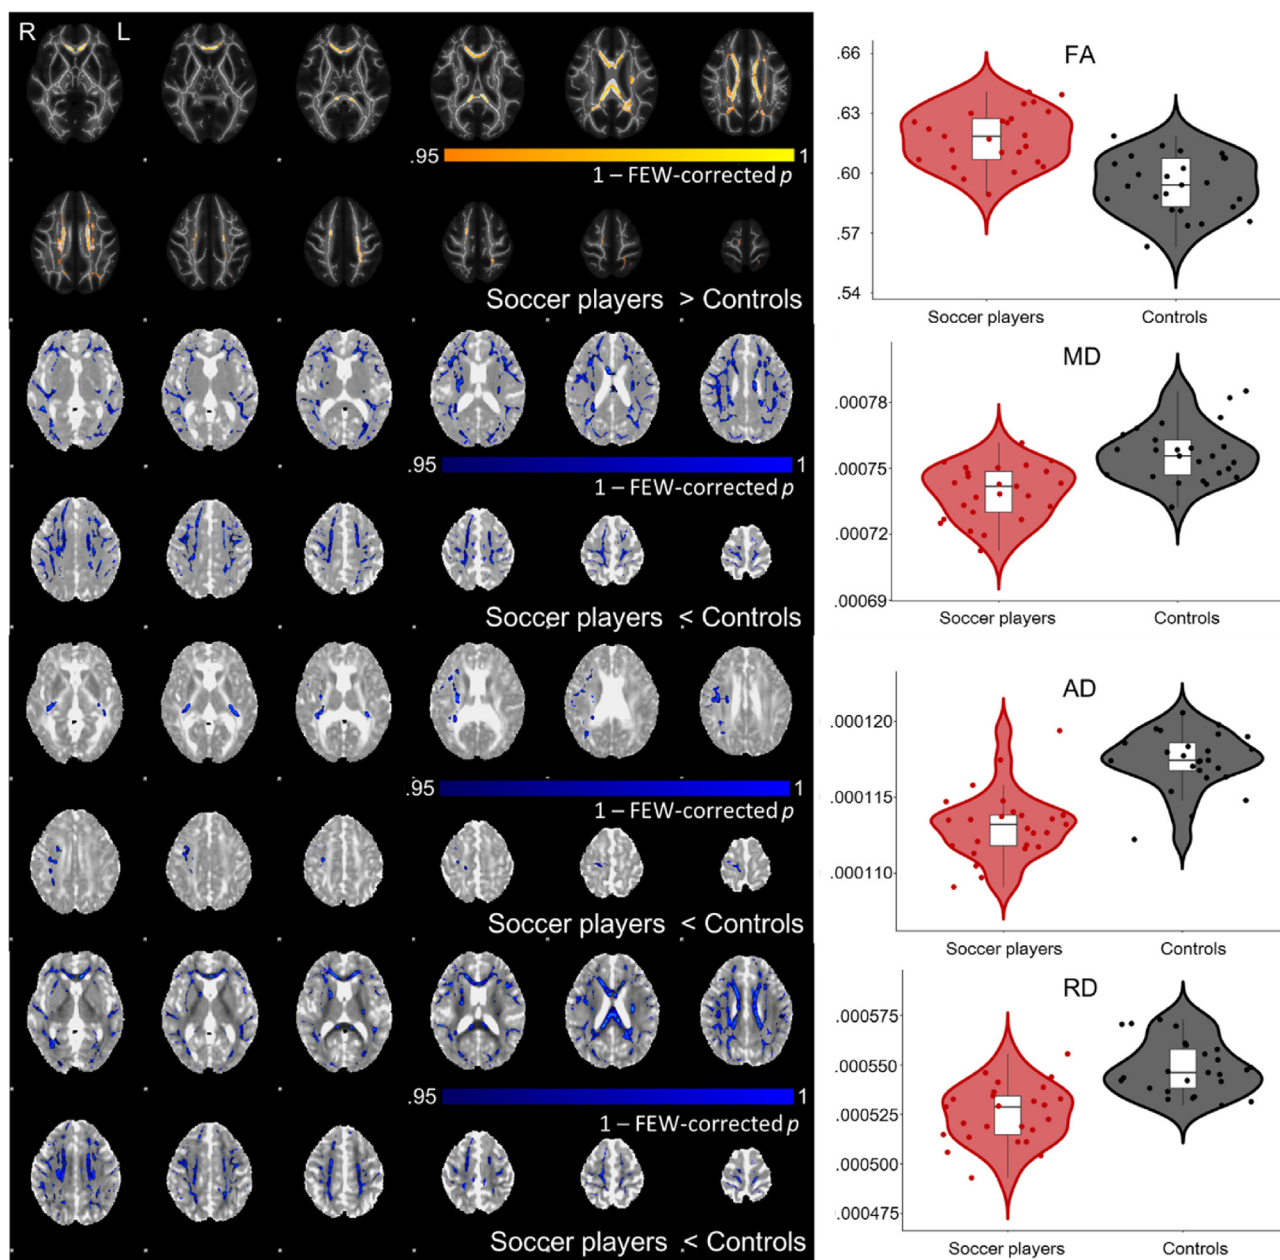 R L
.95 1
1 – FEW-corrected p
Soccer players > Controls
.95 1
1 – FEW-corrected p
Soccer players < Controls
.95 1
1 – FEW-corrected p
Soccer players < Controls
.95 1
1 – FEW-corrected p
Soccer players < Controls
FA
.66
.63
.60
.57
.54
Soccer players Controls
MD
.00078
.00075
.00072
.00069
Soccer players Controls
AD
.000120
.000115
.000110
Soccer players Controls
RD
.000575
.000550
.000525
.000500
.000475
Soccer players Controls